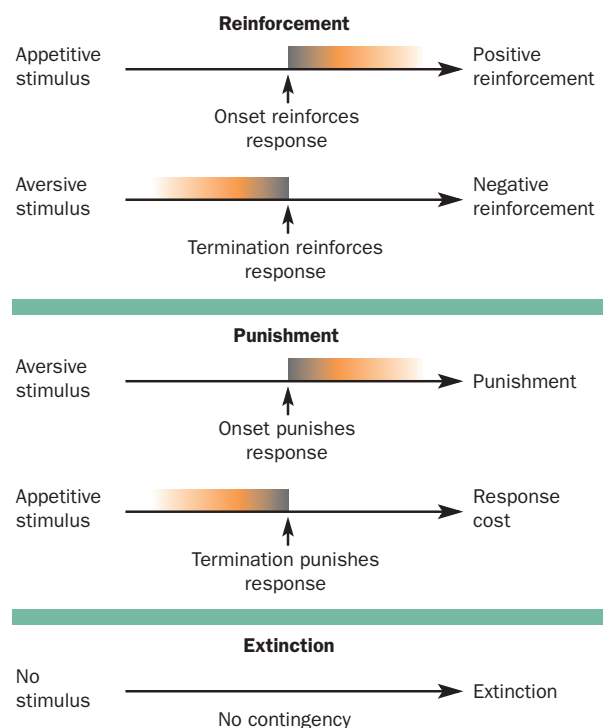 Reinforcement
Appetitive
stimulus
Positive
reinforcement
Onset reinforces
response
Aversive
stimulus
Negative
reinforcement
Termination reinforces
response
Punishment
Aversive
stimulus
Punishment
Onset punishes
response
Appetitive
stimulus
Response
cost
Termination punishes
response
Extinction
No
stimulus
Extinction
No contingency